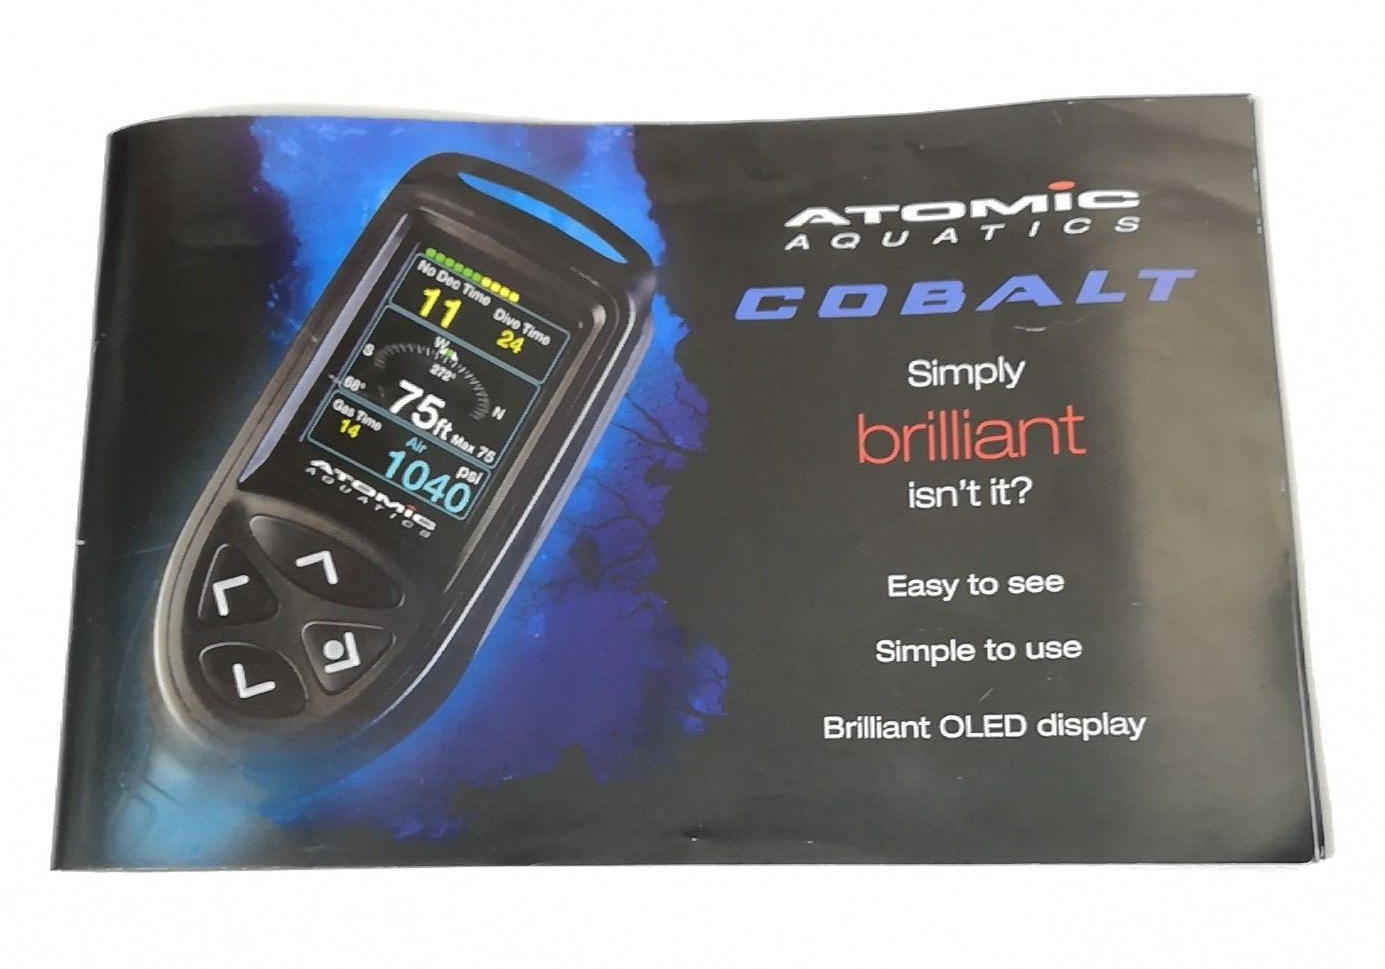 No Dec Time
11
Dive Time
24
W
S
272°
N
68°
75ft
Max 75
Gas Time
14
Air
psi
1040
ATOMIC
AQUATICS
ATOMIC
AQUATICS
COBALT
Simply
brilliant
isn't it?
Easy to see
Simple to use
Brilliant OLED display